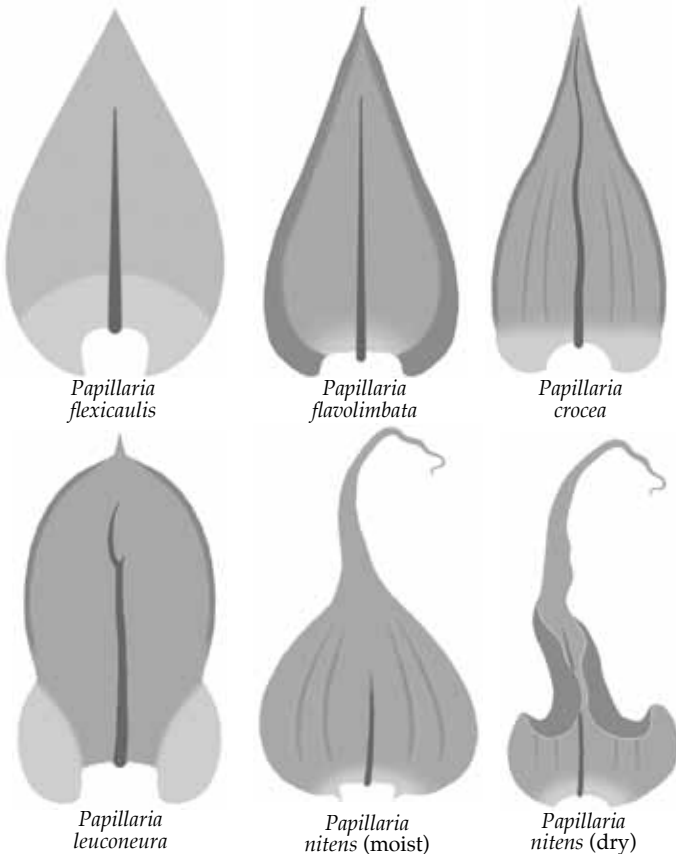 Papillaria
flexicaulis
Papillaria
flavolimbata
Papillaria
crocea
Papillaria
leuconeura
Papillaria
nitens (moist)
Papillaria
nitens (dry)